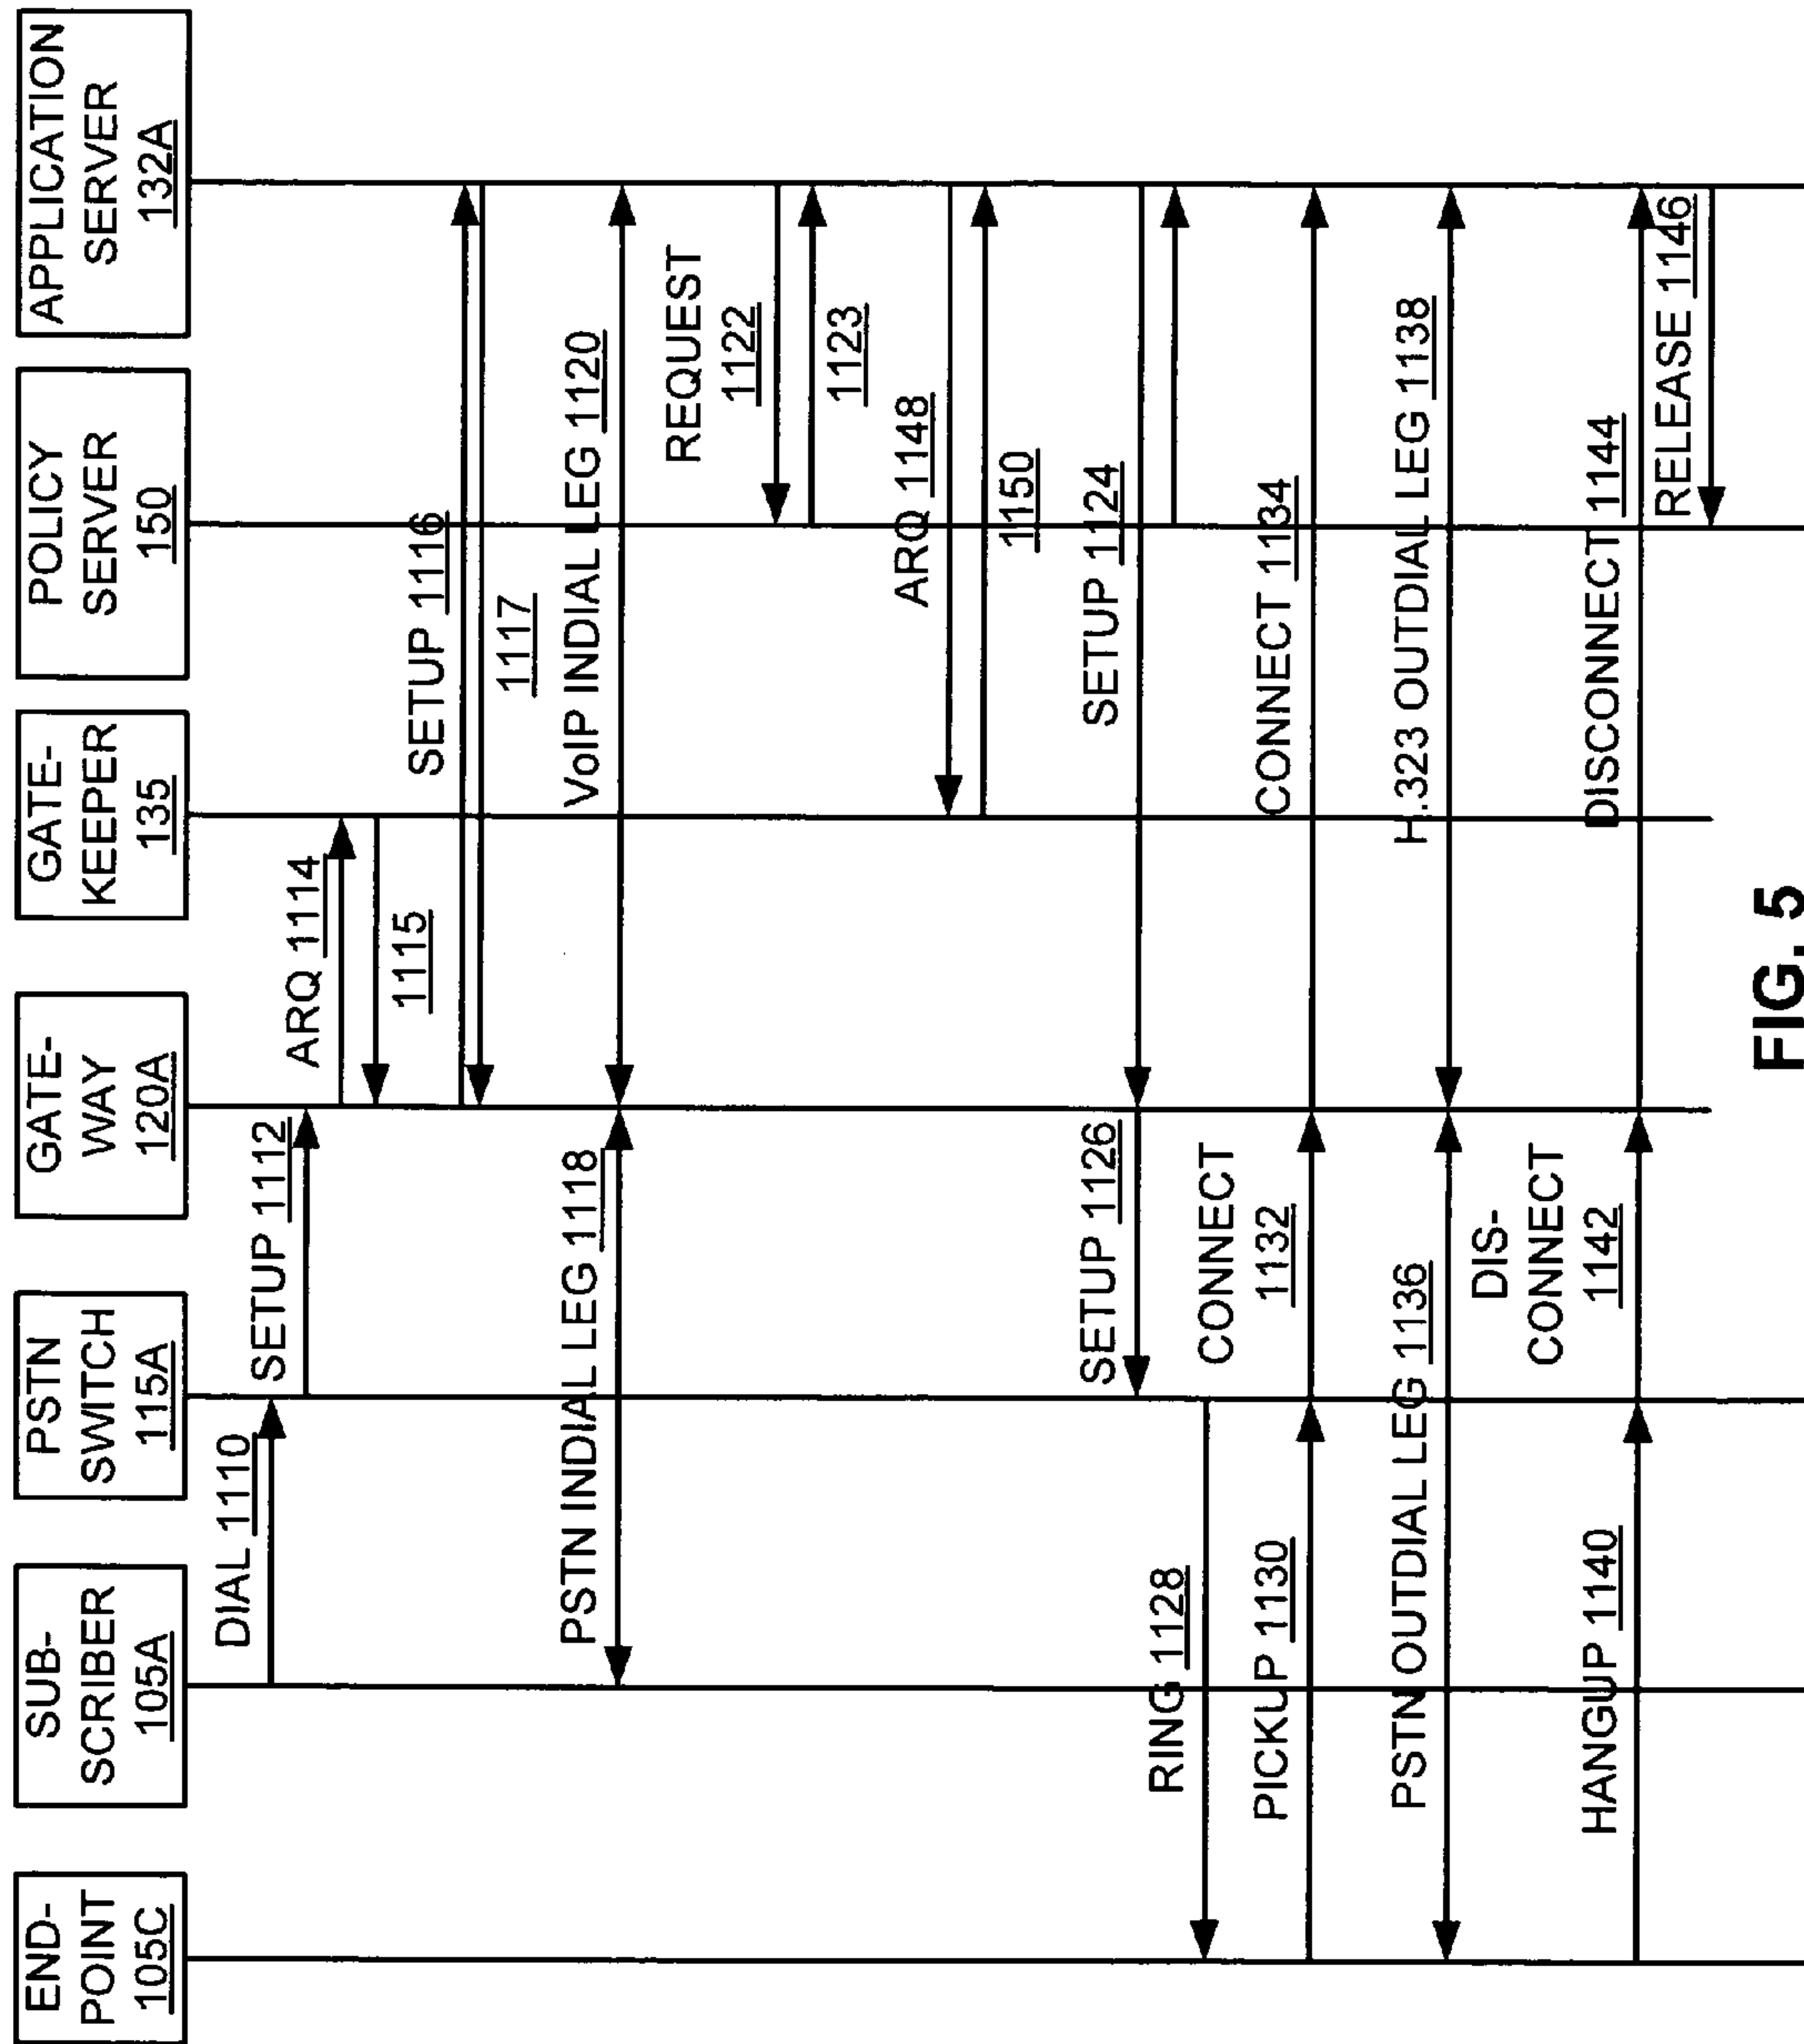 END-
POINT
105C
SUB-
SCRIBER
105A
PSTN
SWITCH
115A
GATE-
WAY
120A
GATE-
KEEPER
135
POLICY
SERVER
150
APPLICATION
SERVER
132A
DIAL 1110
SETUP 1112
ARQ 1114
1115
SETUP 1116
1117
PSTN INDIAL LEG 1118
VoIP INDIAL LEG 1120
REQUEST
1122
1123
ARQ 1148
1150
SETUP 1124
SETUP 1126
RING 1128
PICKUP 1130
CONNECT
1132
CONNECT 1134
PSTN OUTDIAL LEG 1136
H.323 OUTDIAL LEG 1138
HANGUP 1140
DIS-
CONNECT
1142
DISCONNECT 1144
RELEASE 1146
FIG. 5